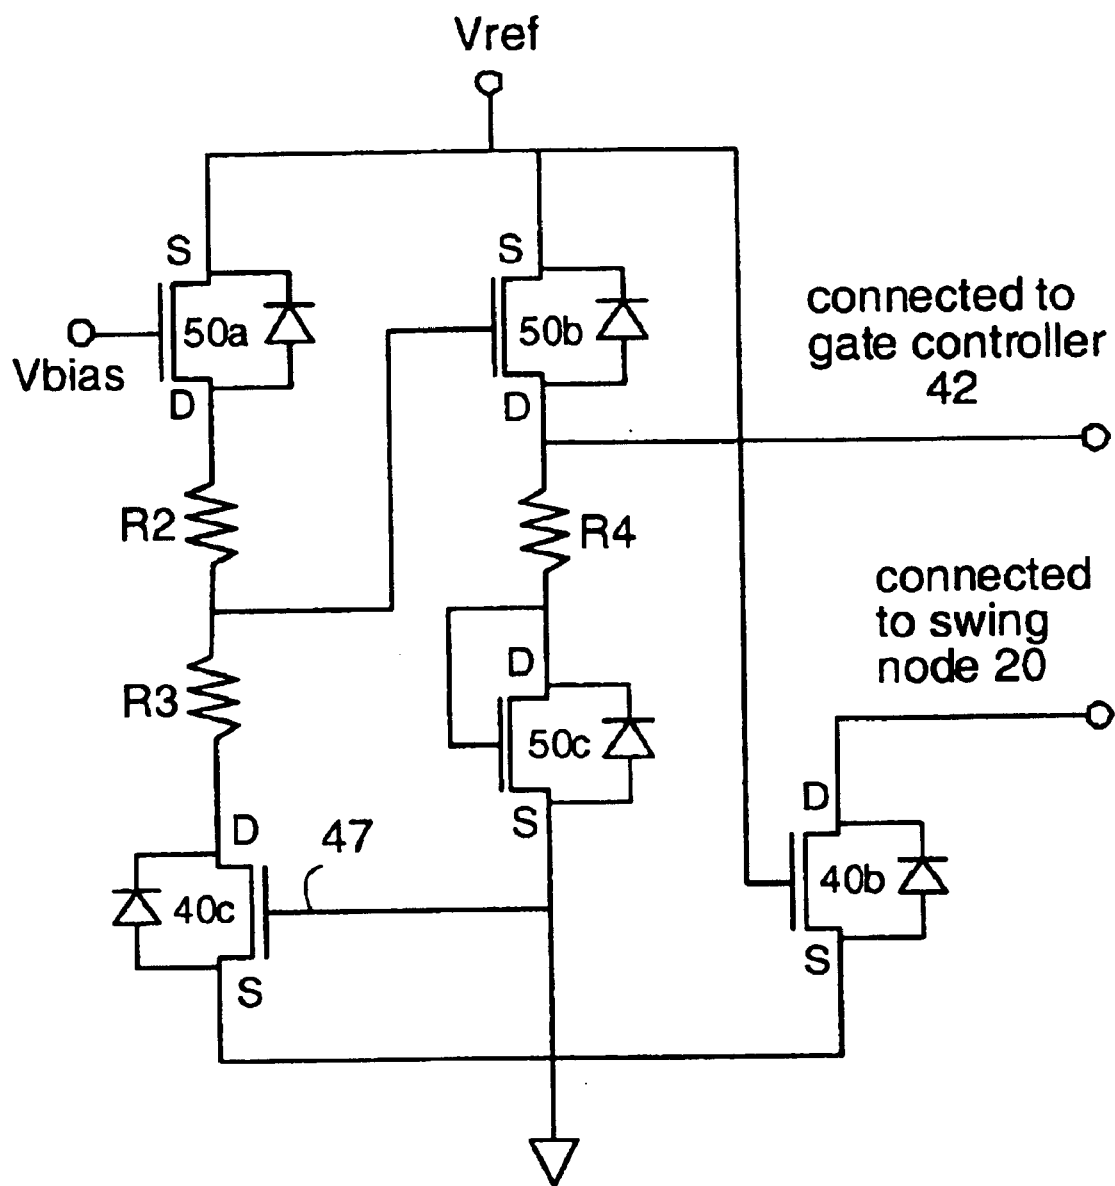 Vref
S
S
50a
50b
Vbias
D
D
connected to
gate controller
42
R2
R4
connected
to swing
node 20
R3
D
50c
S
D
47
D
40c
40b
S
S